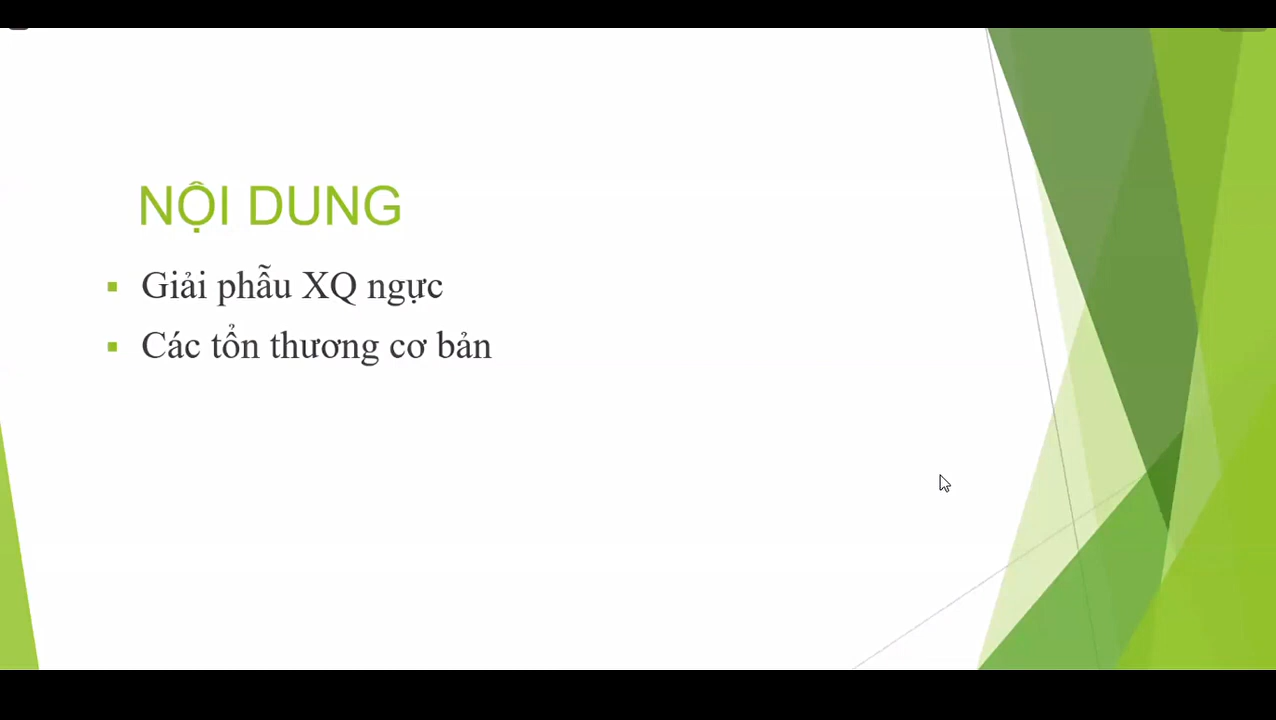 NỘI DUNG
Giải phẫu XQ ngực
Các tổn thương cơ bản